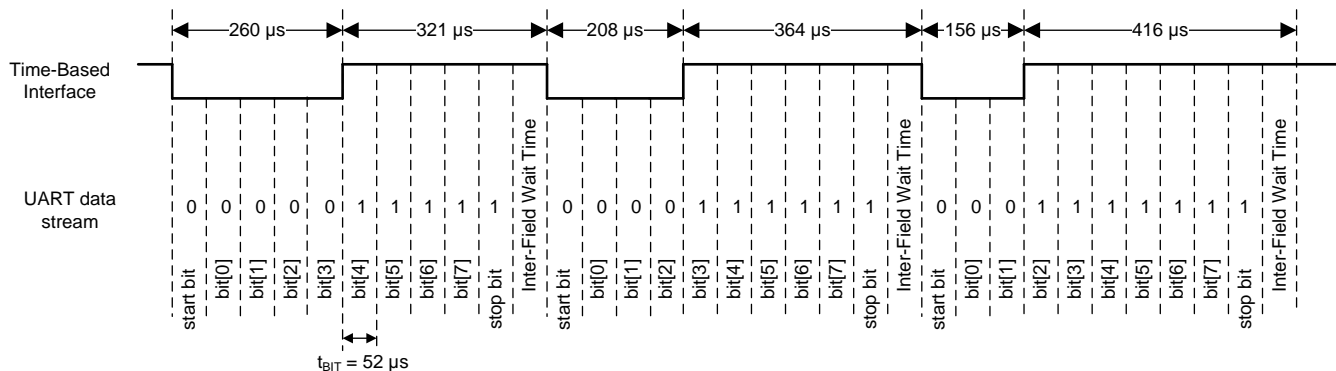 260 µs 321 µs 208 µs 364 µs 156 µs 416 µs
Time-Based
Interface
UART data
stream
0 0 0 0 0 1 1 1 1 1 0 0 0 0 1 1 1 1 1 1 0 0 0 1 1 1 1 1 1 1
start bit
bit[0]
bit[1]
bit[2]
bit[3]
bit[4]
bit[5]
bit[6]
bit[7]
stop bit
Inter-Field Wait Time
start bit
bit[0]
bit[1]
bit[2]
bit[3]
bit[4]
bit[5]
bit[6]
bit[7]
stop bit
Inter-Field Wait Time
start bit
bit[0]
bit[1]
bit[2]
bit[3]
bit[4]
bit[5]
bit[6]
bit[7]
stop bit
Inter-Field Wait Time
tBIT = 52 µs